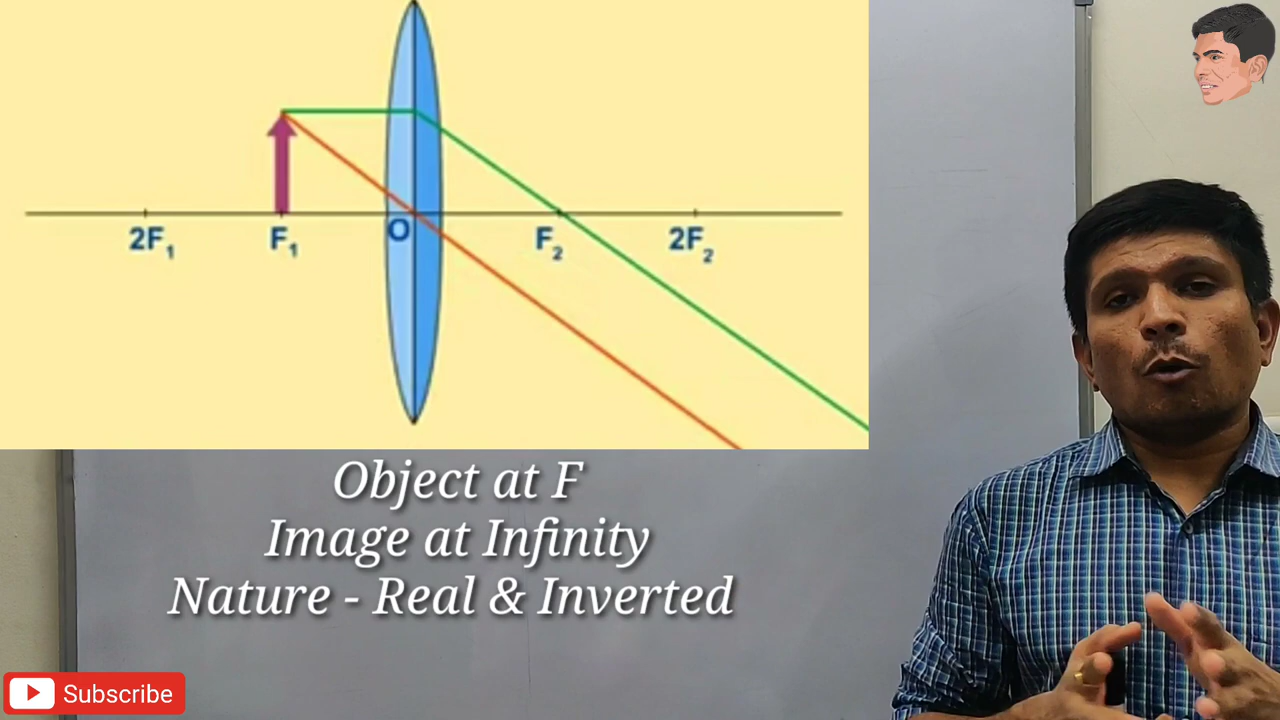 2F₁ F₁ O F₂ 2F₂
Object at F
Image at Infinity
Nature - Real & Inverted
Subscribe